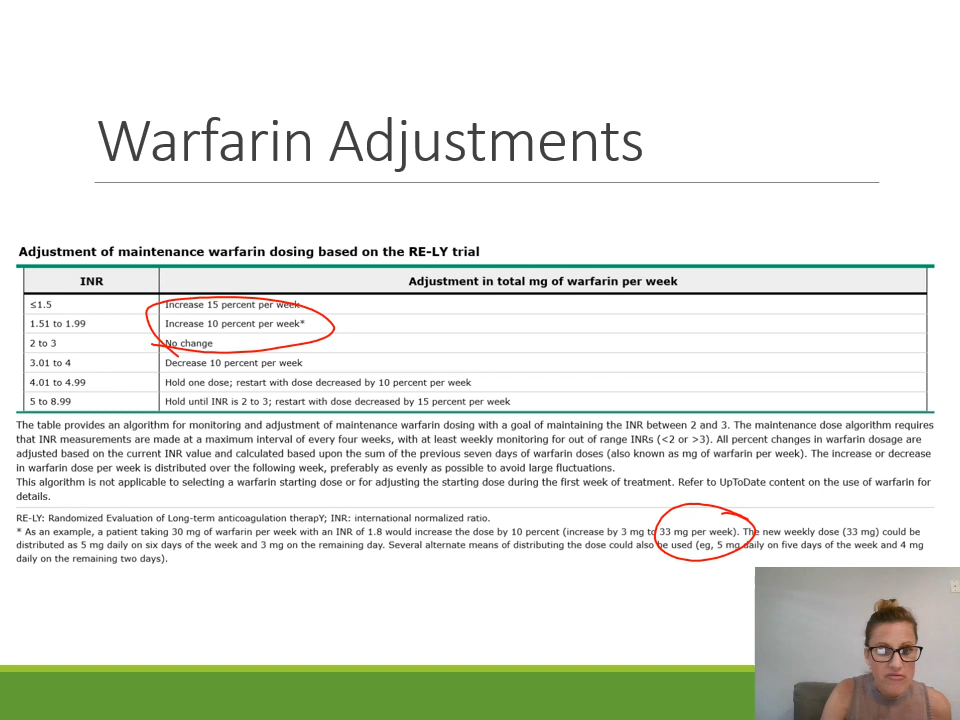 Warfarin Adjustments
Adjustment of maintenance warfarin dosing based on the RE-LY trial
INR Adjustment in total mg of warfarin per week
≤1.5 Increase 15 percent per week
1.51 to 1.99 Increase 10 percent per week*
2 to 3 No change
3.01 to 4 Decrease 10 percent per week
4.01 to 4.99 Hold one dose; restart with dose decreased by 10 percent per week
5 to 8.99 Hold until INR is 2 to 3; restart with dose decreased by 15 percent per week
The table provides an algorithm for monitoring and adjustment of maintenance warfarin dosing with a goal of maintaining the INR between 2 and 3. The maintenance dose algorithm requires
that INR measurements are made at a maximum interval of every four weeks, with at least weekly monitoring for out of range INRs (<2 or >3). All percent changes in warfarin dosage are
adjusted based on the current INR value and calculated based upon the sum of the previous seven days of warfarin doses (also known as mg of warfarin per week). The increase or decrease
in warfarin dose per week is distributed over the following week, preferably as evenly as possible to avoid large fluctuations.
This algorithm is not applicable to selecting a warfarin starting dose or for adjusting the starting dose during the first week of treatment. Refer to UpToDate content on the use of warfarin for
details.
RE-LY: Randomized Evaluation of Long-term anticoagulation therapY; INR: international normalized ratio.
* As an example, a patient taking 30 mg of warfarin per week with an INR of 1.8 would increase the dose by 10 percent (increase by 3 mg to 33 mg per week). The new weekly dose (33 mg) could be
distributed as 5 mg daily on six days of the week and 3 mg on the remaining day. Several alternate means of distributing the dose could also be used (eg, 5 mg daily on five days of the week and 4 mg
daily on the remaining two days).